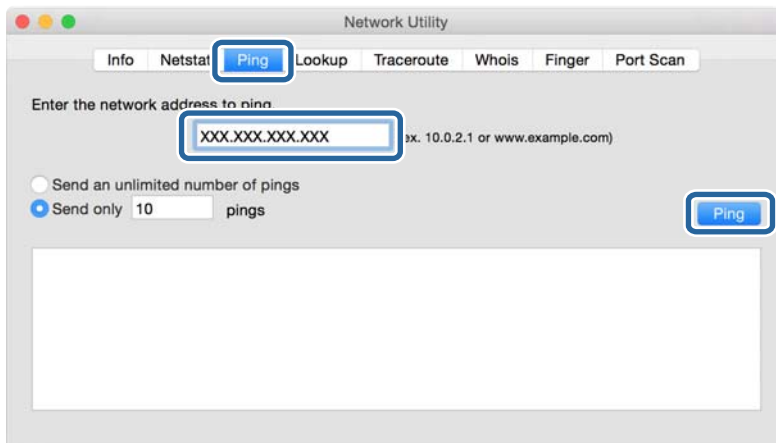 Network Utility
Info Netstat Ping Lookup Traceroute Whois Finger Port Scan
Enter the network address to ping.
XXX.XXX.XXX.XXX ex. 10.0.2.1 or www.example.com)
Send an unlimited number of pings
Send only 10 pings
Ping